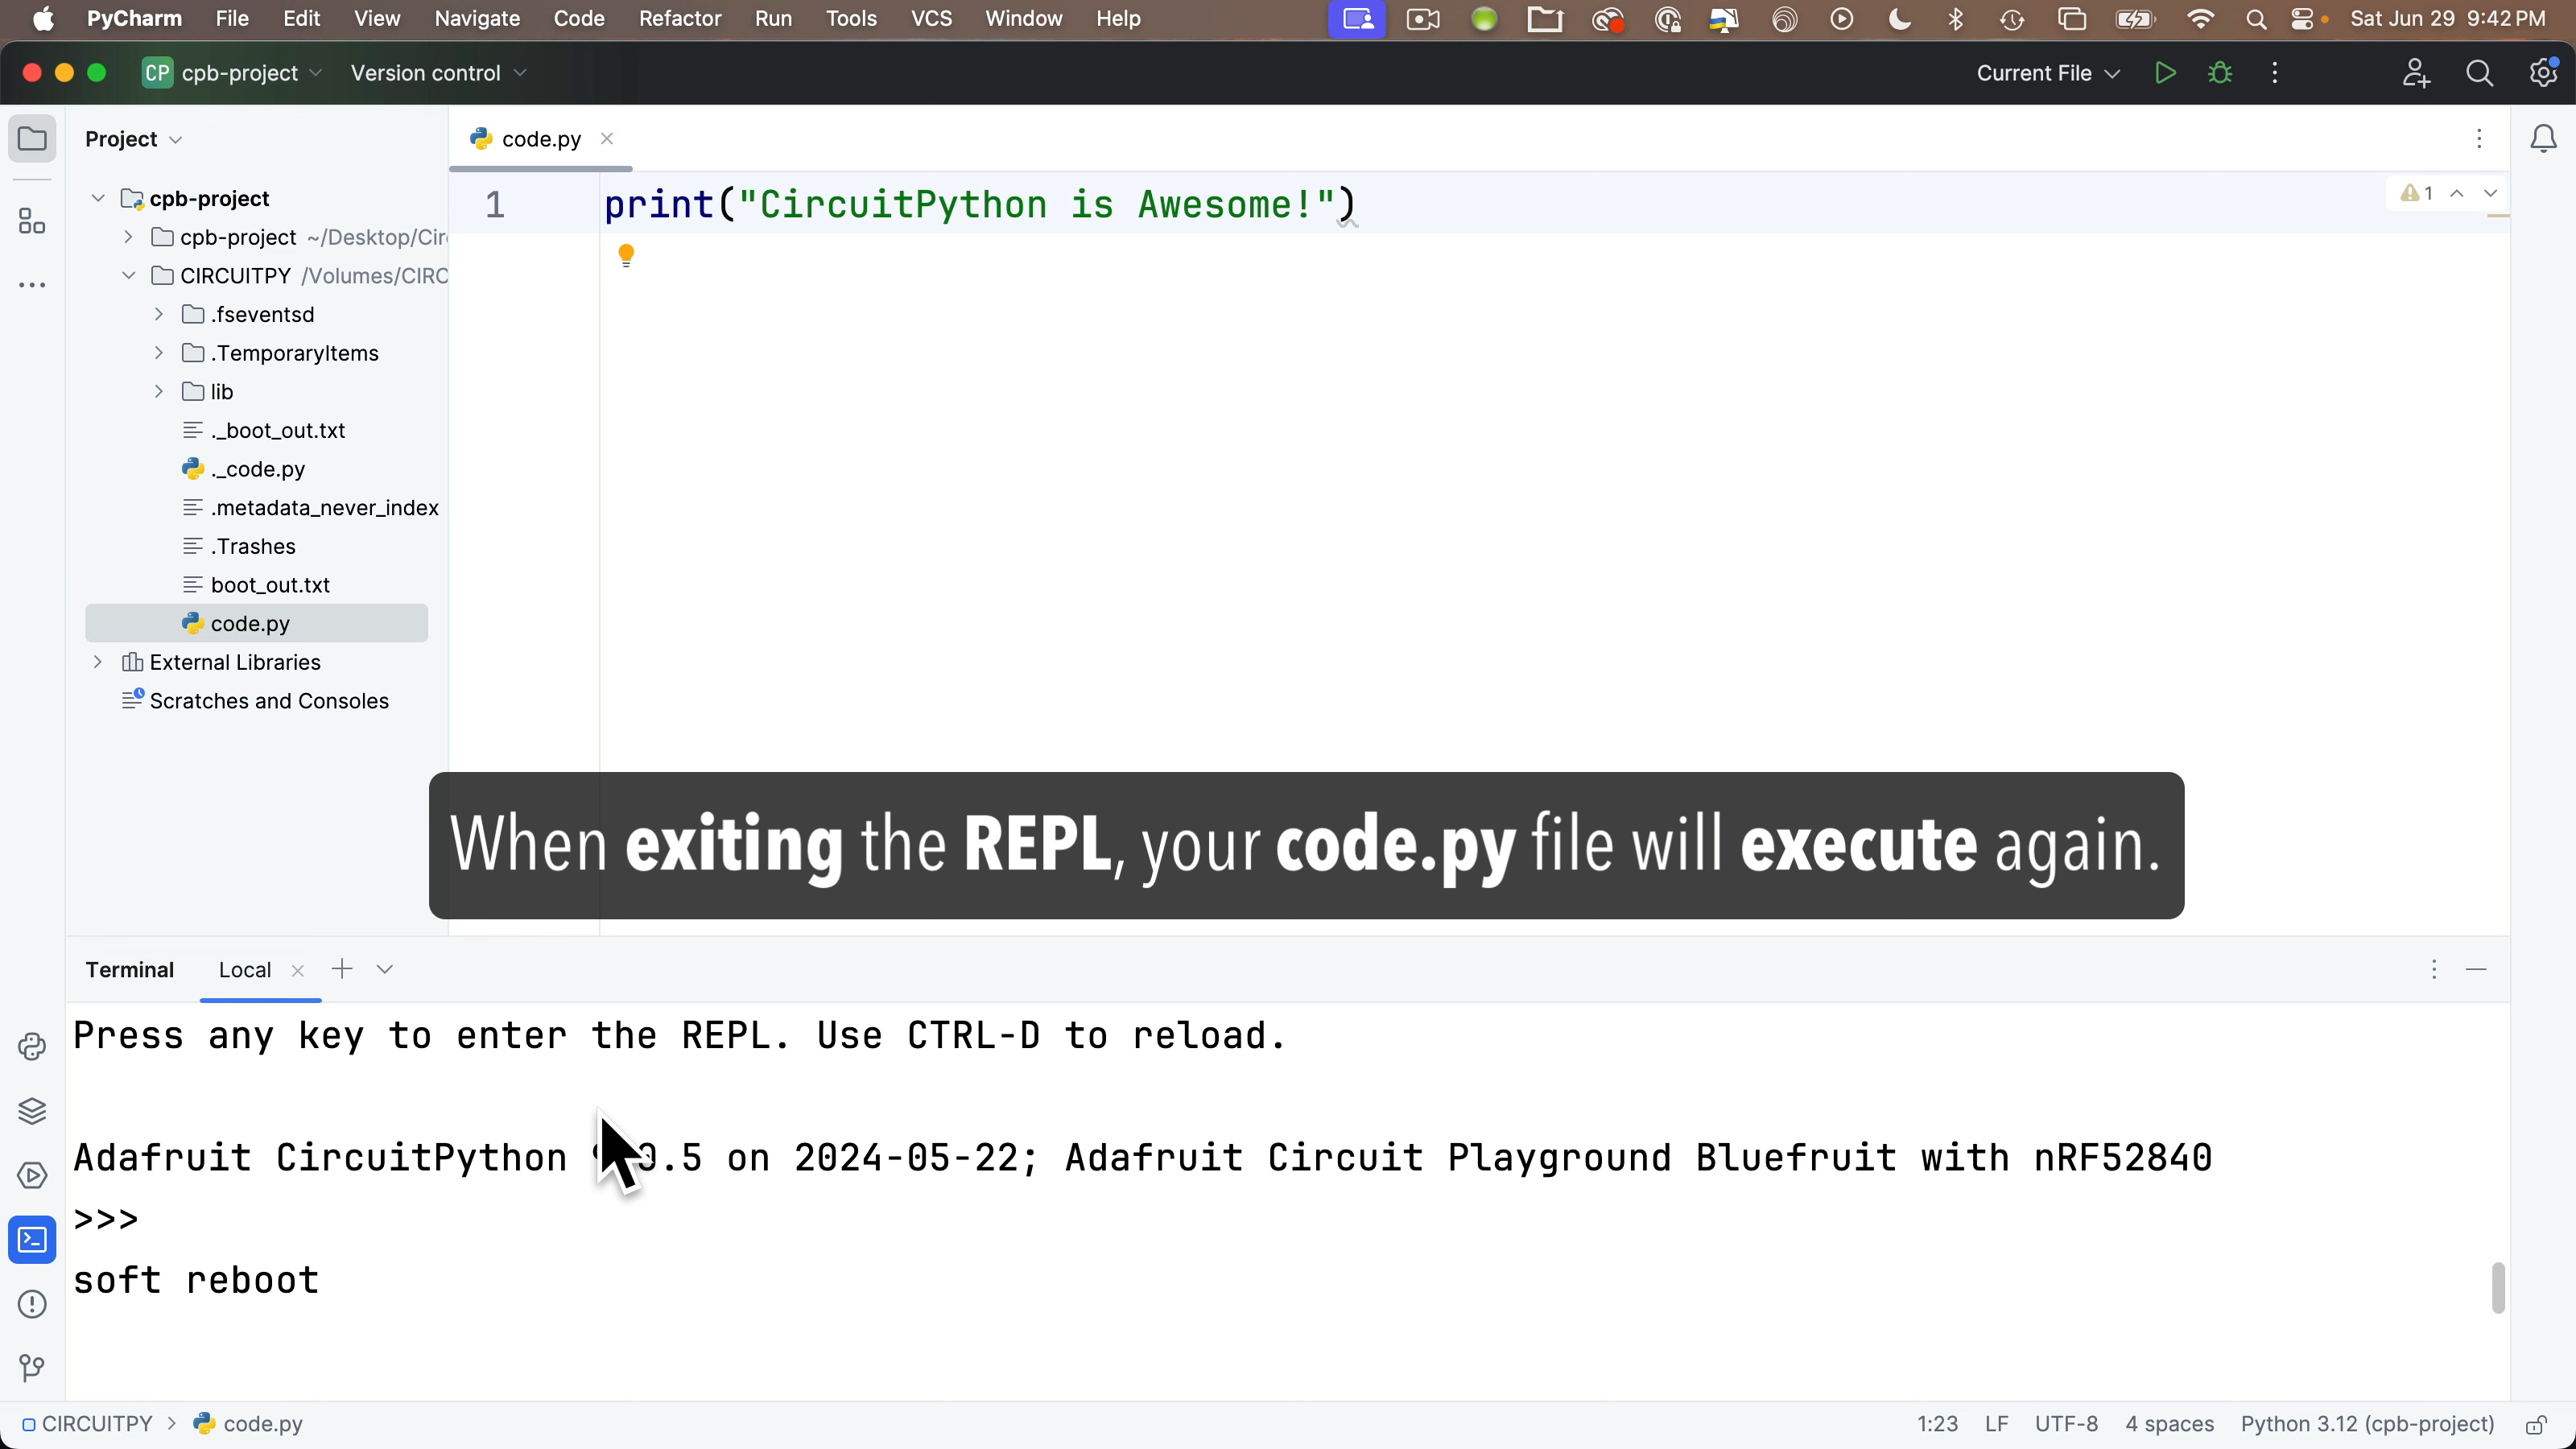 PyCharm File Edit View Navigate Code Refactor Run Tools VCS Window Help Sat Jun 29 9:42 PM
CP cpb-project Version control Current File
Project
code.py
cpb-project
cpb-project ~/Desktop/Cir
CIRCUITPY /Volumes/CIRC
.fseventsd
.TemporaryItems
lib
._boot_out.txt
._code.py
.metadata_never_index
.Trashes
boot_out.txt
code.py
External Libraries
Scratches and Consoles
1 print("CircuitPython is Awesome!")
1
When exiting the REPL, your code.py file will execute again.
Terminal Local
Press any key to enter the REPL. Use CTRL-D to reload.
Adafruit CircuitPython 0.5 on 2024-05-22; Adafruit Circuit Playground Bluefruit with nRF52840
>>>
soft reboot
CIRCUITPY > code.py 1:23 LF UTF-8 4 spaces Python 3.12 (cpb-project)